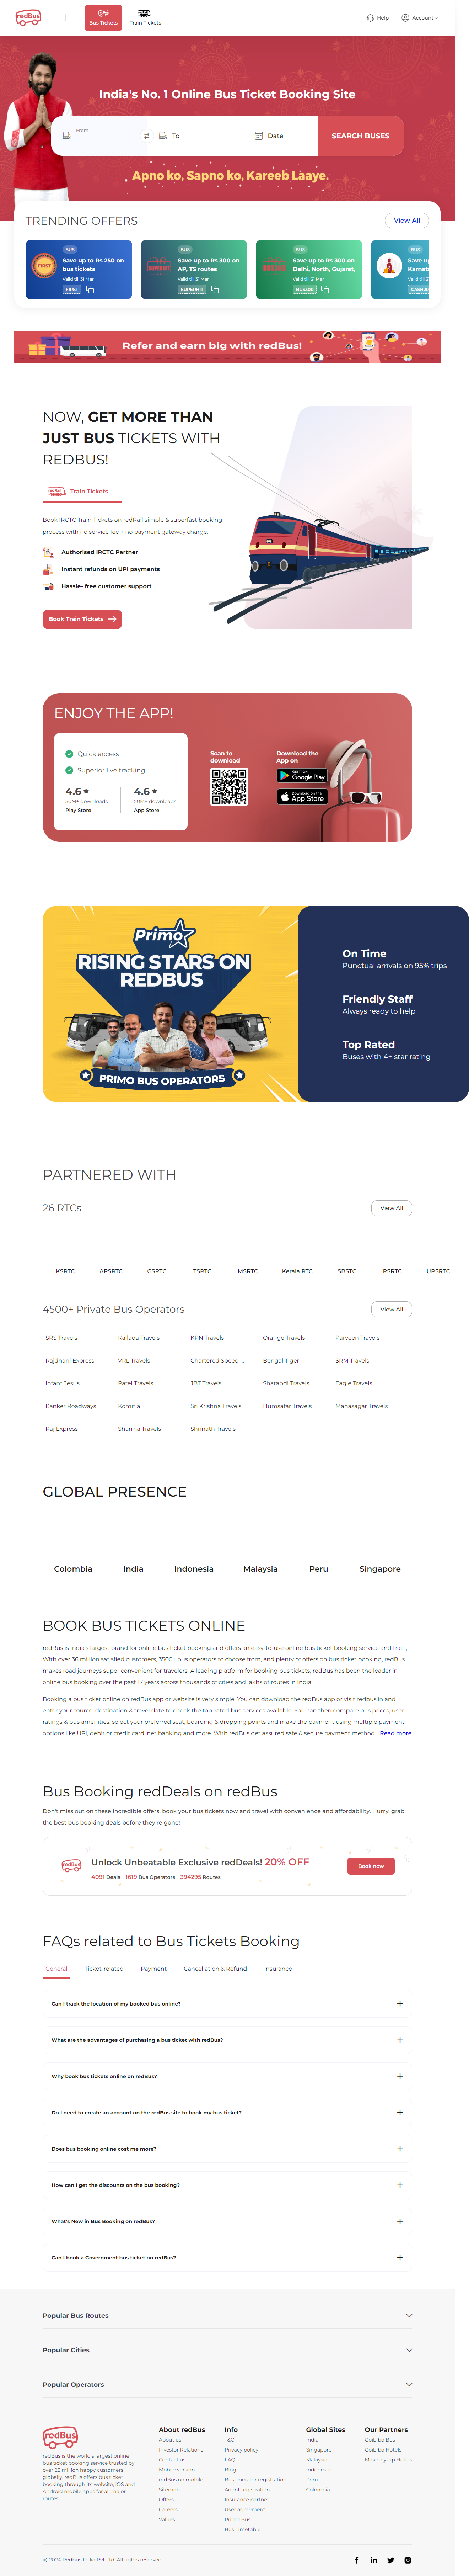 redBus
Bus Tickets
Train Tickets
Help
Account
India's No. 1 Online Bus Ticket Booking Site
From
To
Date
SEARCH BUSES
Apno ko, Sapno ko, Kareeb Laaye.
TRENDING OFFERS
View All
BUS
Save up to Rs 250 on
bus tickets
Valid till 31 Mar
FIRST
FIRST
BUS
Save up to Rs 300 on
AP, TS routes
Valid till 31 Mar
SUPERHIT
SUPERHIT
BUS
Save up to Rs 300 on
Delhi, North, Gujarat,
Valid till 31 Mar
BUS300
BUS
Save up
Karnata
Valid till 31 Mar
Refer and earn big with redBus!
NOW, GET MORE THAN
JUST BUS TICKETS WITH
REDBUS!
Train Tickets
Book IRCTC Train Tickets on redRail simple & superfast booking
process with no service fee + no payment gateway charge.
Authorised IRCTC Partner
Instant refunds on UPI payments
Hassle- free customer support
Book Train Tickets
ENJOY THE APP!
Quick access
Superior live tracking
4.6
50M+ downloads
Play Store
4.6
50M+ downloads
App Store
Scan to
download
Download the
App on
GET IT ON
Google Play
Download on the
App Store
Primo
RISING STARS ON
REDBUS
PRIMO BUS OPERATORS
On Time
Punctual arrivals on 95% trips
Friendly Staff
Always ready to help
Top Rated
Buses with 4+ star rating
PARTNERED WITH
26 RTCs
View All
KSRTC
APSRTC
GSRTC
TSRTC
MSRTC
Kerala RTC
SBSTC
RSRTC
UPSRTC
4500+ Private Bus Operators
View All
SRS Travels
Kallada Travels
KPN Travels
Orange Travels
Parveen Travels
Rajdhani Express
VRL Travels
Chartered Speed ...
Bengal Tiger
SRM Travels
Infant Jesus
Patel Travels
JBT Travels
Shatabdi Travels
Eagle Travels
Kanker Roadways
Komitla
Sri Krishna Travels
Humsafar Travels
Mahasagar Travels
Raj Express
Sharma Travels
Shrinath Travels
GLOBAL PRESENCE
Colombia
India
Indonesia
Malaysia
Peru
Singapore
BOOK BUS TICKETS ONLINE
redBus is India's largest brand for online bus ticket booking and offers an easy-to-use online bus ticket booking service and train.
With over 36 million satisfied customers, 3500+ bus operators to choose from, and plenty of offers on bus ticket booking, redBus
makes road journeys super convenient for travelers. A leading platform for booking bus tickets, redBus has been the leader in
online bus booking over the past 17 years across thousands of cities and lakhs of routes in India.
Booking a bus ticket online on redBus app or website is very simple. You can download the redBus app or visit redbus.in and
enter your source, destination & travel date to check the top-rated bus services available. You can then compare bus prices, user
ratings & bus amenities, select your preferred seat, boarding & dropping points and make the payment using multiple payment
options like UPI, debit or credit card, net banking and more. With redBus get assured safe & secure payment method... Read more
Bus Booking redDeals on redBus
Don't miss out on these incredible offers, book your bus tickets now and travel with convenience and affordability. Hurry, grab
the best bus booking deals before they're gone!
redBus
Unlock Unbeatable Exclusive redDeals! 20% OFF
4091 Deals | 1619 Bus Operators | 394295 Routes
Book now
FAQs related to Bus Tickets Booking
General
Ticket-related
Payment
Cancellation & Refund
Insurance
Can I track the location of my booked bus online?
What are the advantages of purchasing a bus ticket with redBus?
Why book bus tickets online on redBus?
Do I need to create an account on the redBus site to book my bus ticket?
Does bus booking online cost me more?
How can I get the discounts on the bus booking?
What's New in Bus Booking on redBus?
Can I book a Government bus ticket on redBus?
Popular Bus Routes
Popular Cities
Popular Operators
redBus
redBus is the world's largest online
bus ticket booking service trusted by
over 25 million happy customers
globally. redBus offers bus ticket
booking through its website, iOS and
Android mobile apps for all major
routes.
About redBus
About us
Investor Relations
Contact us
Mobile version
redBus on mobile
Sitemap
Offers
Careers
Values
Info
T&C
Privacy policy
FAQ
Blog
Bus operator registration
Agent registration
Insurance partner
User agreement
Primo Bus
Bus Timetable
Global Sites
India
Singapore
Malaysia
Indonesia
Peru
Colombia
Our Partners
Goibibo Bus
Goibibo Hotels
Makemytrip Hotels
© 2024 Redbus India Pvt Ltd. All rights reserved